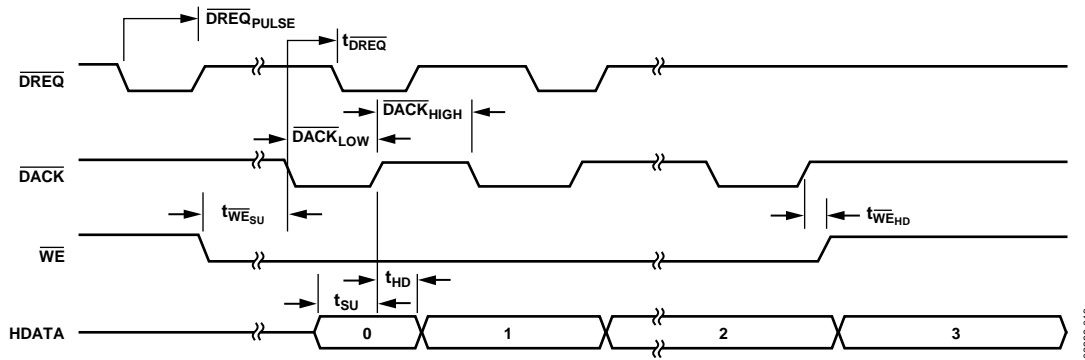 DREQPULSE
tDREQ
DREQ
DACKHIGH
DACKLOW
DACK
tWESU
tWEHD
WE
tHD
tSU
HDATA
0
1
2
3